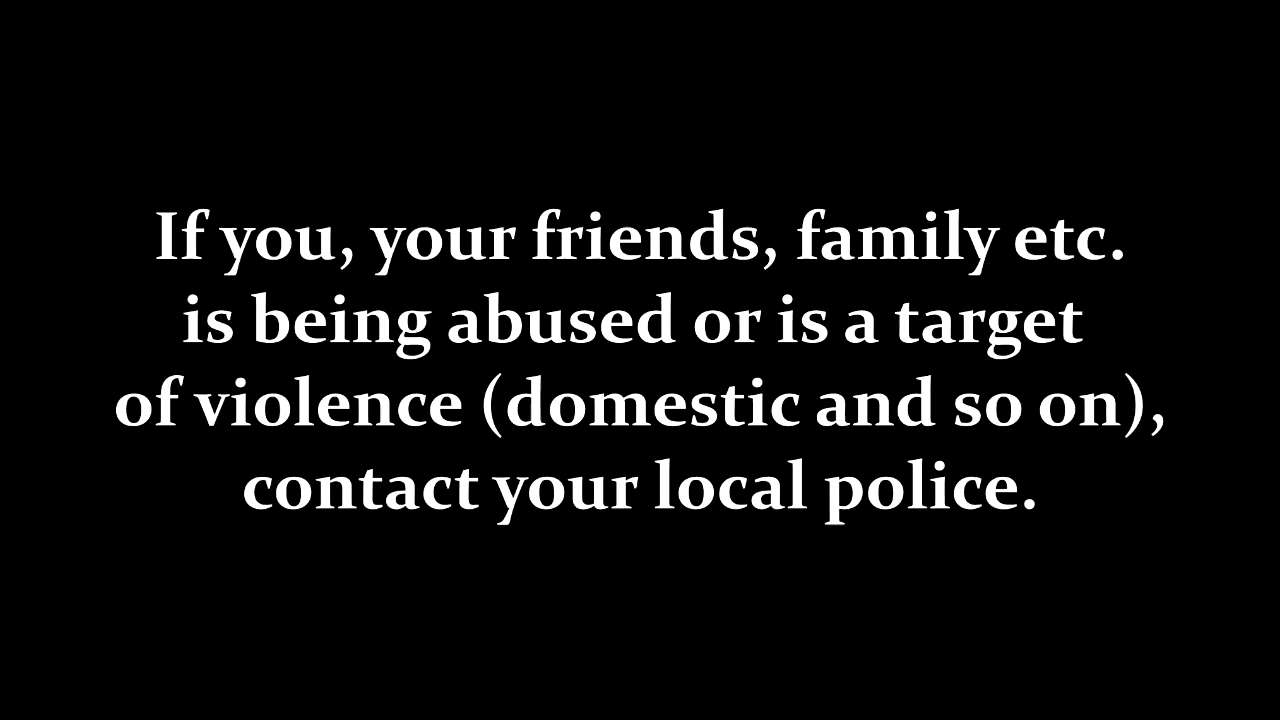 If you, your friends, family etc.
is being abused or is a target
of violence (domestic and so on),
contact your local police.